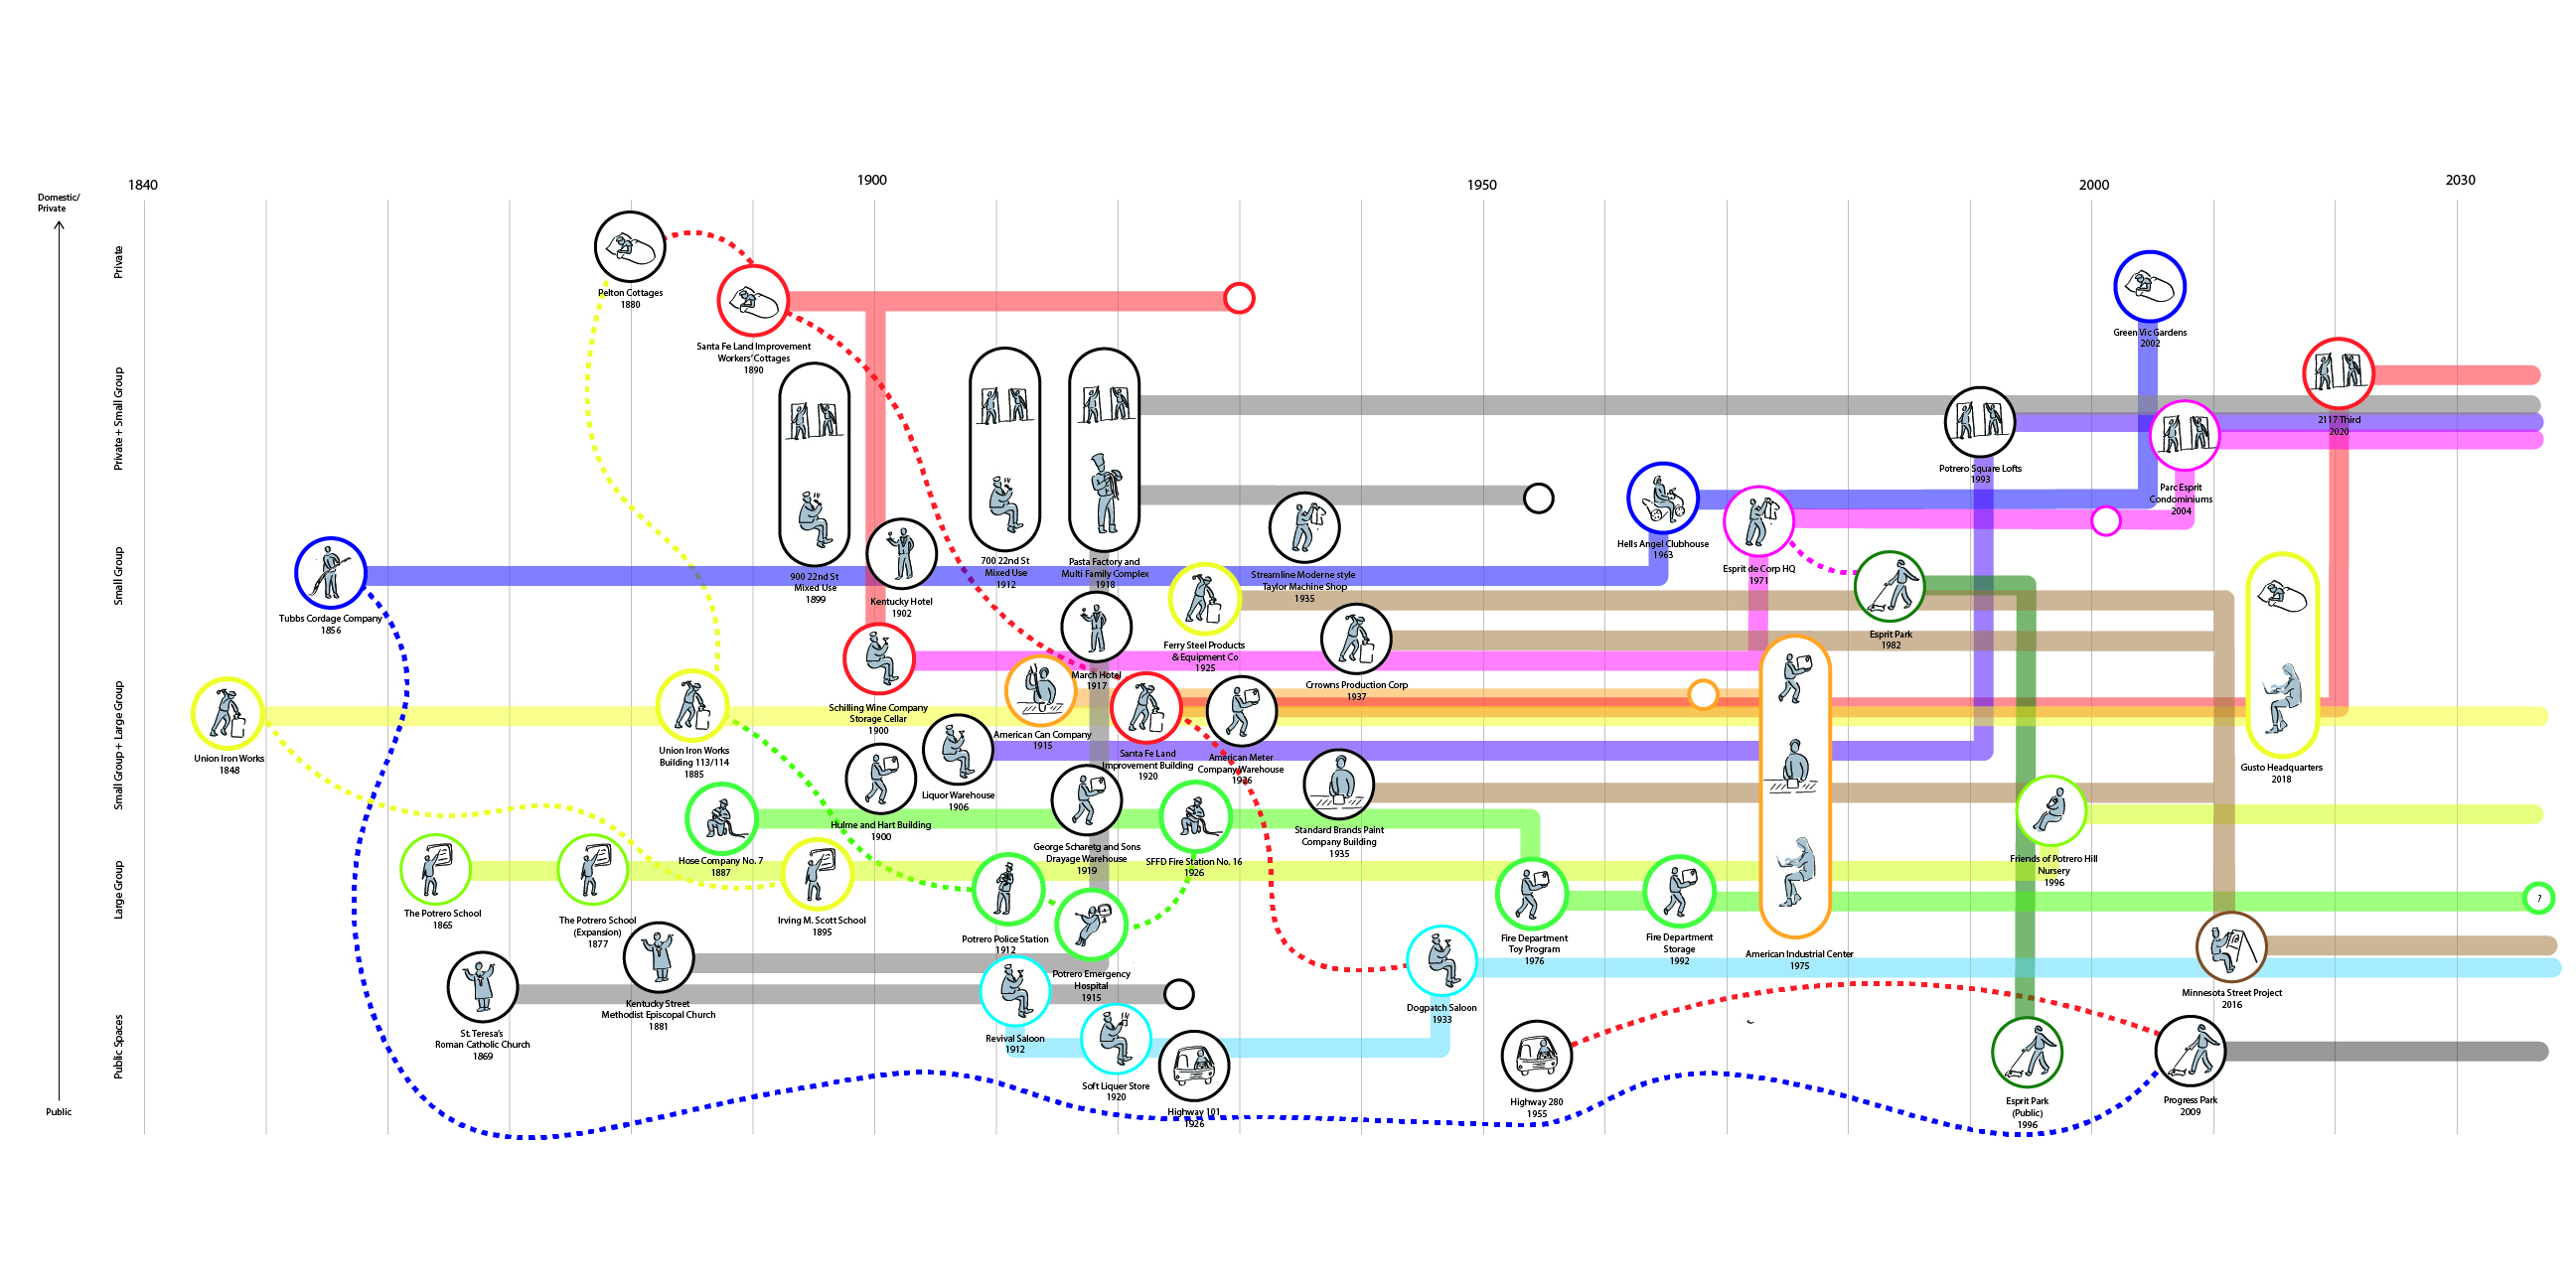 1840
1900
1950
2000
2030
Domestic/
Private
Private
Private + Small Group
Small Group
Small Group + Large Group
Large Group
Public Spaces
Public
Pelton Cottages
1880
Santa Fe Land Improvement
Workers' Cottages
1890
Green Vic Gardens
2002
2117 Third
2020
Potrero Square Lofts
1993
Parc Esprit
Condominiums
2004
Hells Angel Clubhouse
1963
Esprit de Corp HQ
1971
900 22nd St
Mixed Use
1899
700 22nd St
Mixed Use
1912
Pasta Factory and
Multi Family Complex
1918
Streamline Moderne style
Taylor Machine Shop
1935
Kentucky Hotel
1902
Tubbs Cordage Company
1856
Ferry Steel Products
& Equipment Co
1925
Esprit Park
1982
March Hotel
1917
Crrowns Production Corp
1937
Schilling Wine Company
Storage Cellar
1900
American Can Company
1915
Union Iron Works
1848
Union Iron Works
Building 113/114
1885
Santa Fe Land
Improvement Building
1920
American Meter
Company Warehouse
1926
Gusto Headquarters
2018
Liquor Warehouse
1906
Hulme and Hart Building
1900
George Scharetg and Sons
Drayage Warehouse
1919
SFFD Fire Station No. 16
1926
Standard Brands Paint
Company Building
1935
Hose Company No. 7
1887
Friends of Potrero Hill
Nursery
1996
The Potrero School
1865
The Potrero School
(Expansion)
1877
Irving M. Scott School
1895
Potrero Police Station
1912
Potrero Emergency
Hospital
1915
Fire Department
Toy Program
1976
Fire Department
Storage
1992
American Industrial Center
1975
?
Minnesota Street Project
2016
Kentucky Street
Methodist Episcopal Church
1881
St. Teresa's
Roman Catholic Church
1869
Revival Saloon
1912
Dogpatch Saloon
1933
Soft Liquer Store
1920
Highway 101
1926
Highway 280
1955
Esprit Park
(Public)
1996
Progress Park
2009